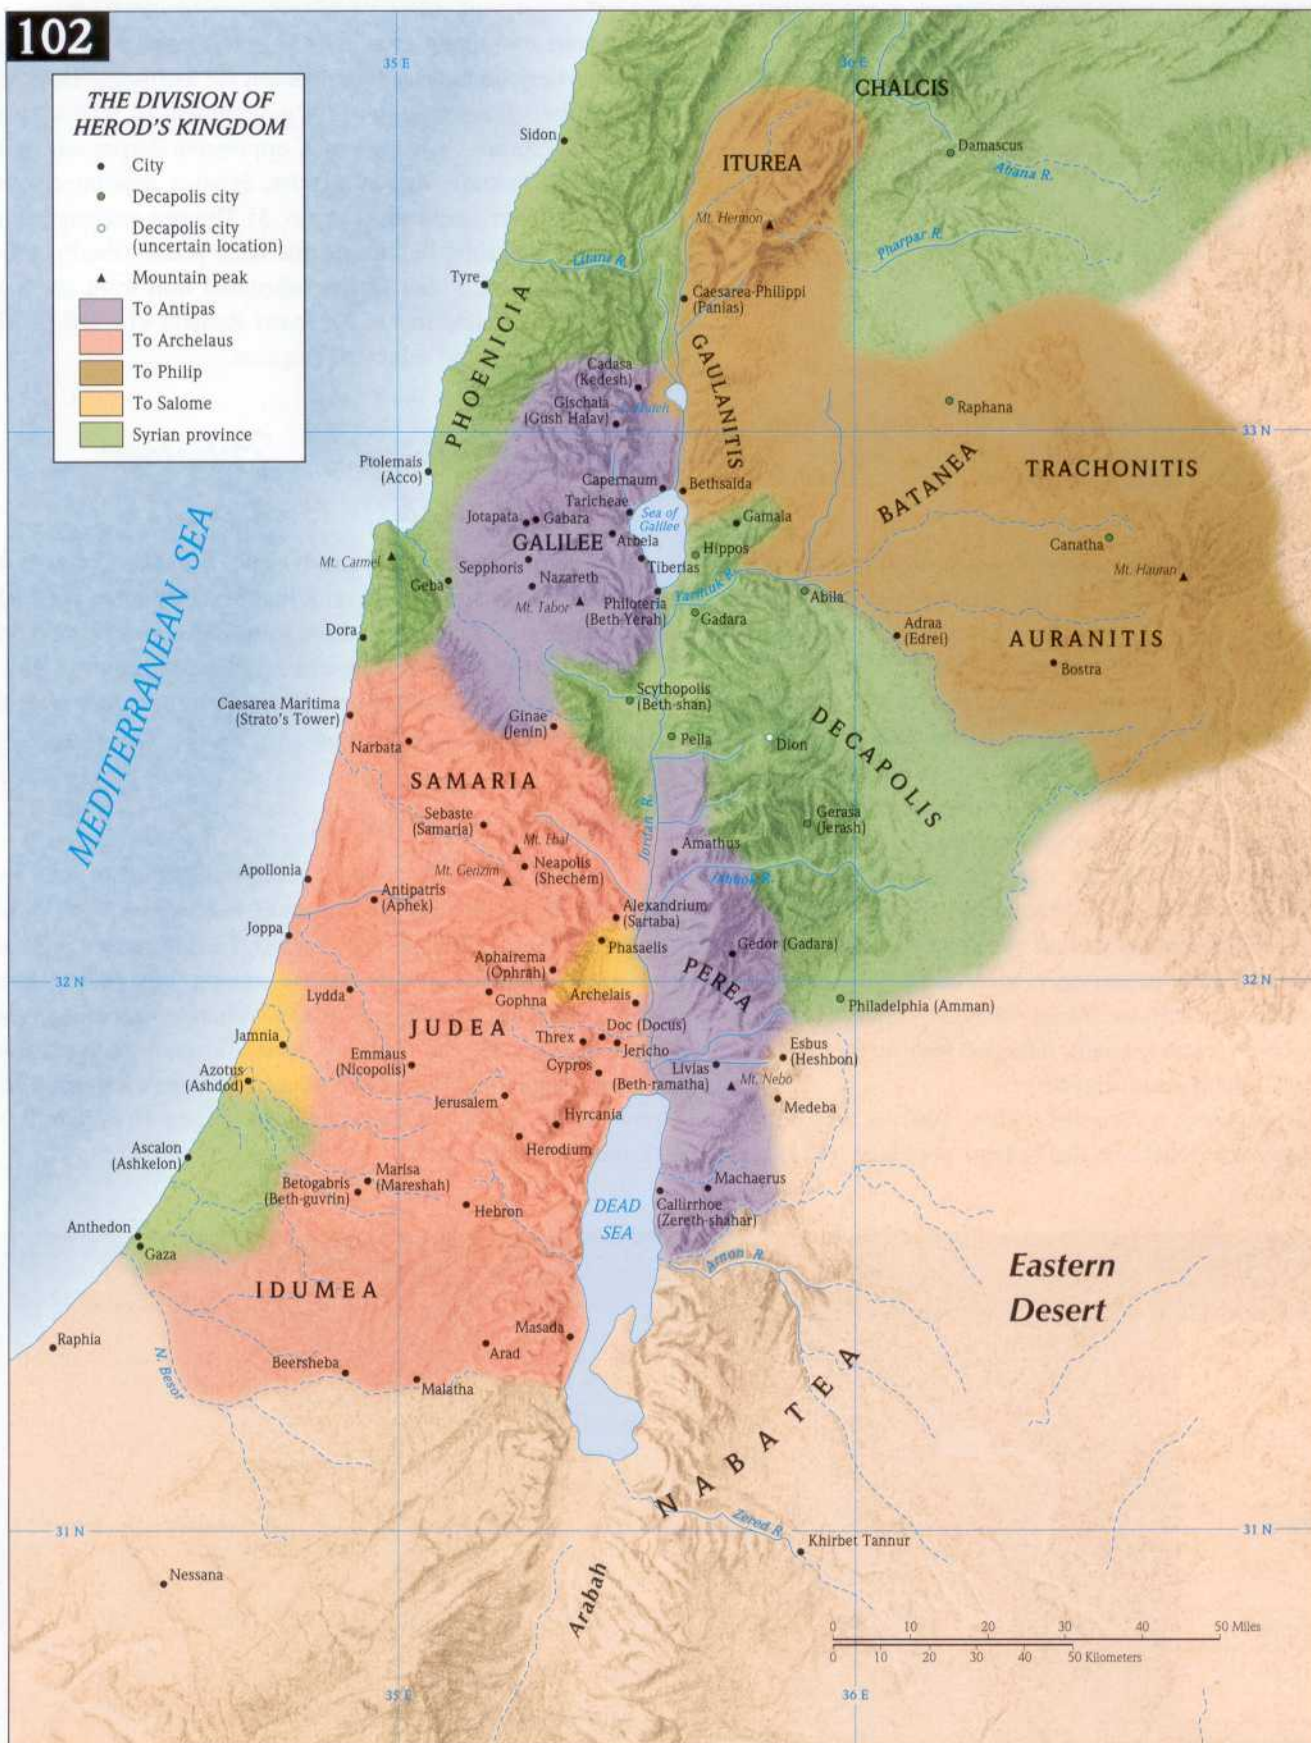 102
THE DIVISION OF
HEROD'S KINGDOM
City
Decapolis city
Decapolis city
(uncertain location)
Mountain peak
To Antipas
To Archelaus
To Philip
To Salome
Syrian province
35 E
36 E
CHALCIS
Sidon
Damascus
Abana R.
ITUREA
Mt. Hermon
Pharpar R.
Litani R.
Tyre
Caesarea-Philippi
(Panias)
PHOENICIA
GAULANITIS
Cadasa
(Kedesh)
Gischala
(Gush Halav)
Raphana
33 N
BATANEA
TRACHONITIS
Ptolemais
(Acco)
Capernaum
Bethsaida
Taricheae
Sea of
Galilee
Jotapata
Gabara
Gamala
GALILEE
Arbela
Canatha
Mt. Carmel
Hippos
Mt. Hauran
Sepphoris
Tiberias
Geba
Nazareth
Yarmuk R.
Mt. Tabor
Philoteria
(Beth-Yerah)
Abila
Gadara
Dora
Adraa
(Edrei)
AURANITIS
Bostra
MEDITERRANEAN SEA
Scythopolis
(Beth-shan)
Caesarea Maritima
(Strato's Tower)
Ginae
(Jenin)
DECAPOLIS
Narbata
Pella
Dion
SAMARIA
Jordan R.
Sebaste
(Samaria)
Gerasa
(Jerash)
Mt. Ebal
Amathus
Mt. Gerizim
Neapolis
(Shechem)
Jabbok R.
Apollonia
Antipatris
(Aphek)
Alexandrium
(Sartaba)
Joppa
Phasaelis
Gedor (Gadara)
Aphairema
(Ophrah)
PEREA
32 N
32 N
Lydda
Gophna
Archelais
Philadelphia (Amman)
JUDEA
Doc (Docus)
Jamnia
Threx
Jericho
Esbus
(Heshbon)
Emmaus
(Nicopolis)
Cypros
Livias
(Beth-ramatha)
Azotus
(Ashdod)
Mt. Nebo
Jerusalem
Medeba
Hyrcania
Herodium
Ascalon
(Ashkelon)
Marisa
(Mareshah)
Betogabris
(Beth-guvrin)
Machaerus
Hebron
DEAD
SEA
Callirrhoe
(Zereth-shahar)
Anthedon
Gaza
Arnon R.
Eastern
Desert
IDUMEA
Raphia
Masada
Arad
N. Besor
Beersheba
Malatha
NABATEA
Zered R.
31 N
31 N
Khirbet Tannur
Nessana
Arabah
0 10 20 30 40 50 Miles
0 10 20 30 40 50 Kilometers
35 E
36 E